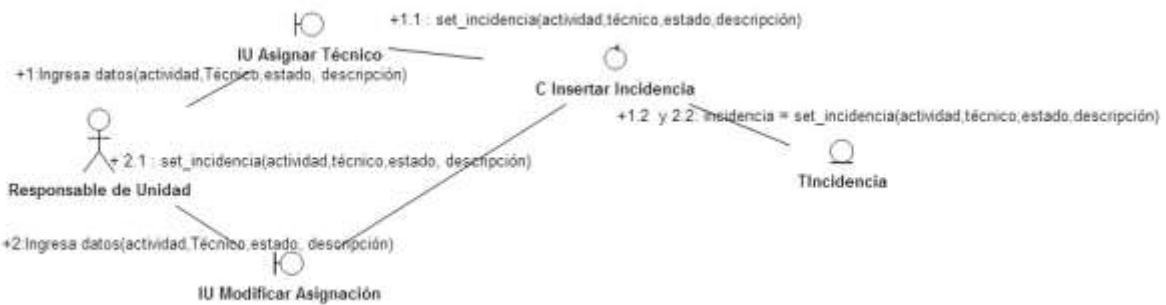 +1.1 : set_incidencia(actividad,técnico,estado,descripción)
IU Asignar Técnico
+1:Ingresa datos(actividad,Técnico,estado, descripción)
C Insertar Incidencia
+1.2 y 2.2: incidencia = set_incidencia(actividad,técnico,estado,descripción)
+ 2.1 : set_incidencia(actividad,técnico,estado, descripción)
TIncidencia
Responsable de Unidad
+2:Ingresa datos(actividad,Técnico,estado, descripción)
IU Modificar Asignación